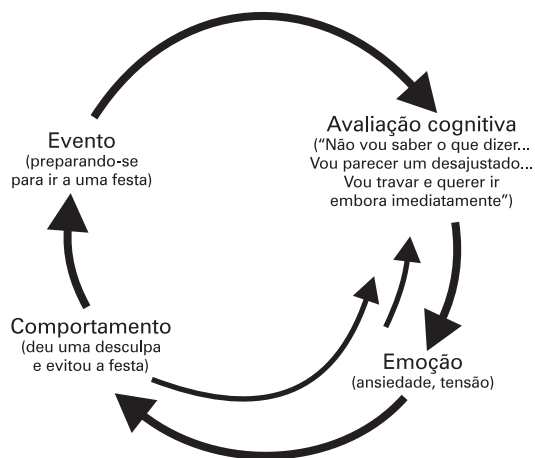 Evento
(preparando-se
para ir a uma festa)
Avaliação cognitiva
(“Não vou saber o que dizer...
Vou parecer um desajustado...
Vou travar e querer ir
embora imediatamente”)
Emoção
(ansiedade, tensão)
Comportamento
(deu uma desculpa
e evitou a festa)